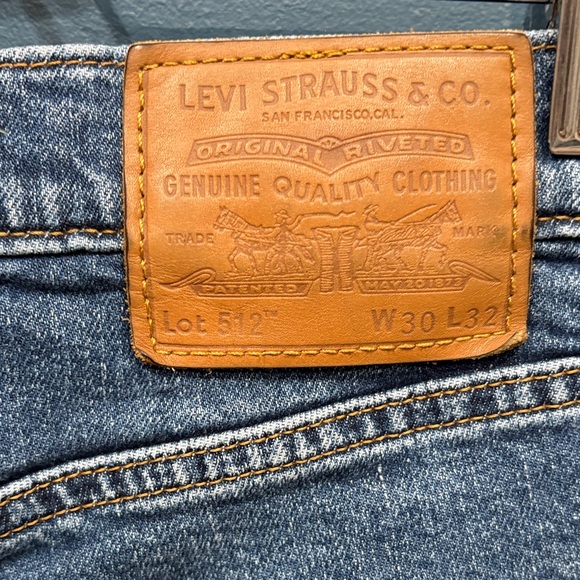 LEVI STRAUSS & CO.
SAN FRANCISCO, CAL.
ORIGINAL RIVETED
GENUINE QUALITY CLOTHING
TRADE MARK
PATENTED MAY 20 1873
Lot 512™ W30 L32